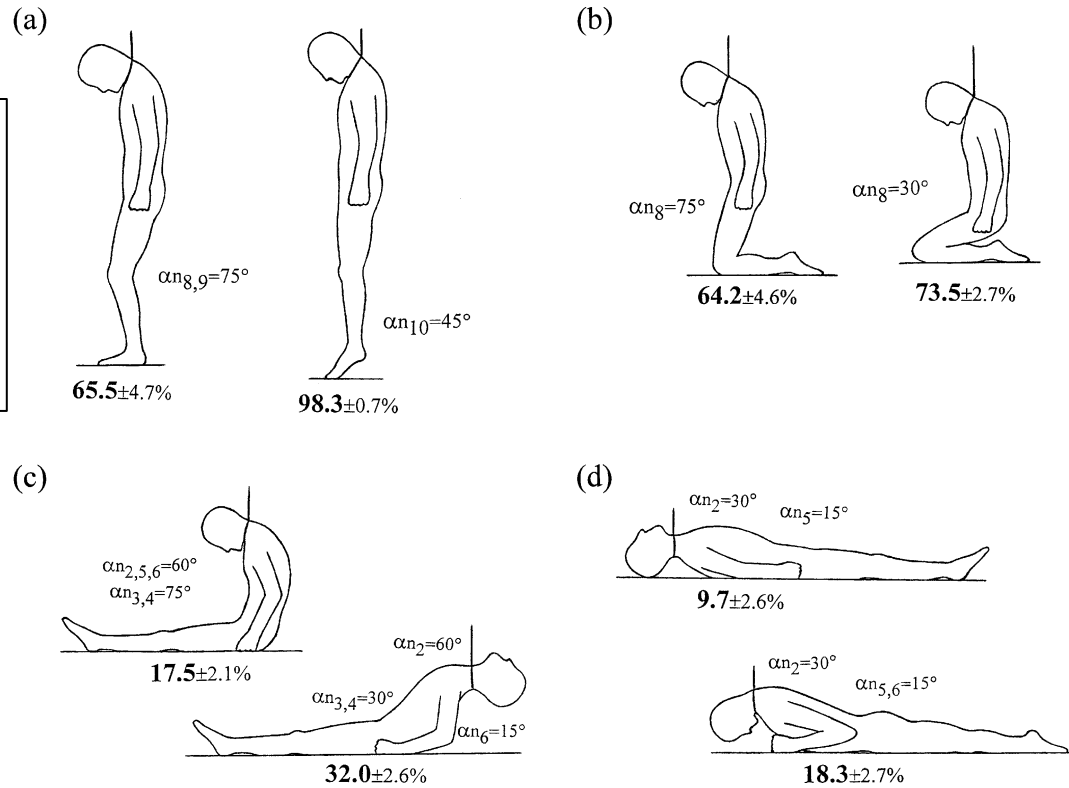 (a)
(b)
αn8=75°
αn8=30°
αn8,9=75°
64.2±4.6%
73.5±2.7%
αn10=45°
65.5±4.7%
98.3±0.7%
(c)
(d)
αn2=30°
αn5=15°
αn2,5,6=60°
αn3,4=75°
9.7±2.6%
αn2=60°
17.5±2.1%
αn2=30°
αn3,4=30°
αn5,6=15°
αn6=15°
32.0±2.6%
18.3±2.7%